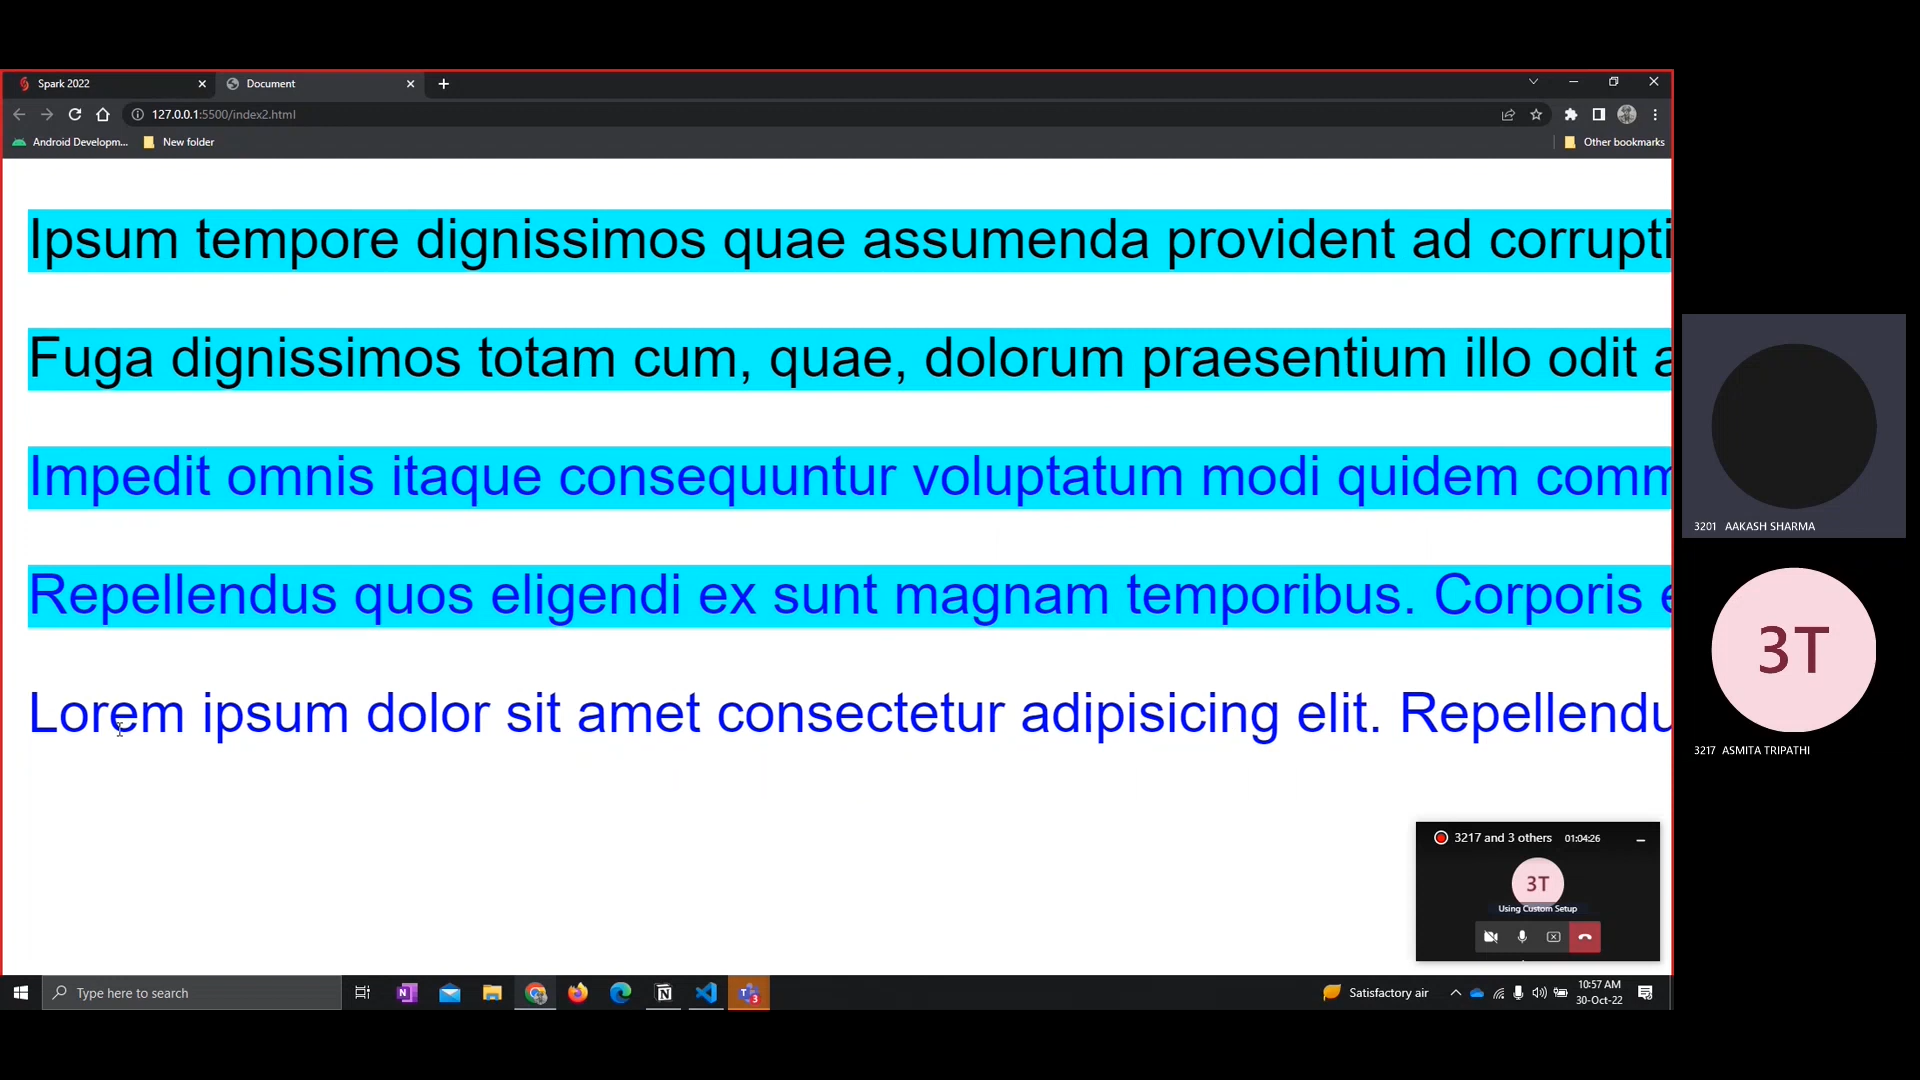 Spark 2022
Document
127.0.0.1:5500/index2.html
Android Developm...
New folder
Other bookmarks
Ipsum tempore dignissimos quae assumenda provident ad corrupti
Fuga dignissimos totam cum, quae, dolorum praesentium illo odit a
Impedit omnis itaque consequuntur voluptatum modi quidem comm
Repellendus quos eligendi ex sunt magnam temporibus. Corporis e
Lorem ipsum dolor sit amet consectetur adipisicing elit. Repellendu
3201 AAKASH SHARMA
3T
3217 ASMITA TRIPATHI
3217 and 3 others 01:04:26
3T
Using Custom Setup
Type here to search
Satisfactory air
10:57 AM
30-Oct-22